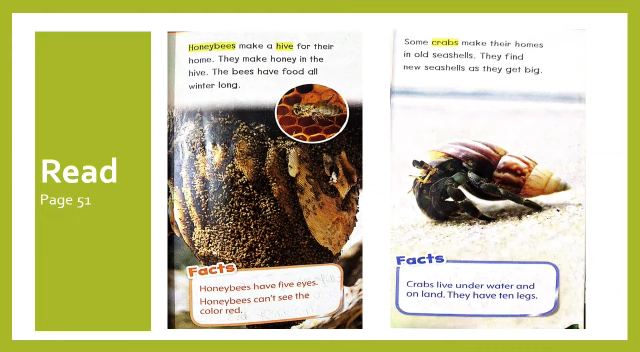 Read
Page 51
Honeybees make a hive for their
home. They make honey in the
hive. The bees have food all
winter long.
Facts
Honeybees have five eyes.
Honeybees can't see the
color red.
Some crabs make their homes
in old seashells. They find
new seashells as they get big.
Facts
Crabs live under water and
on land. They have ten legs.